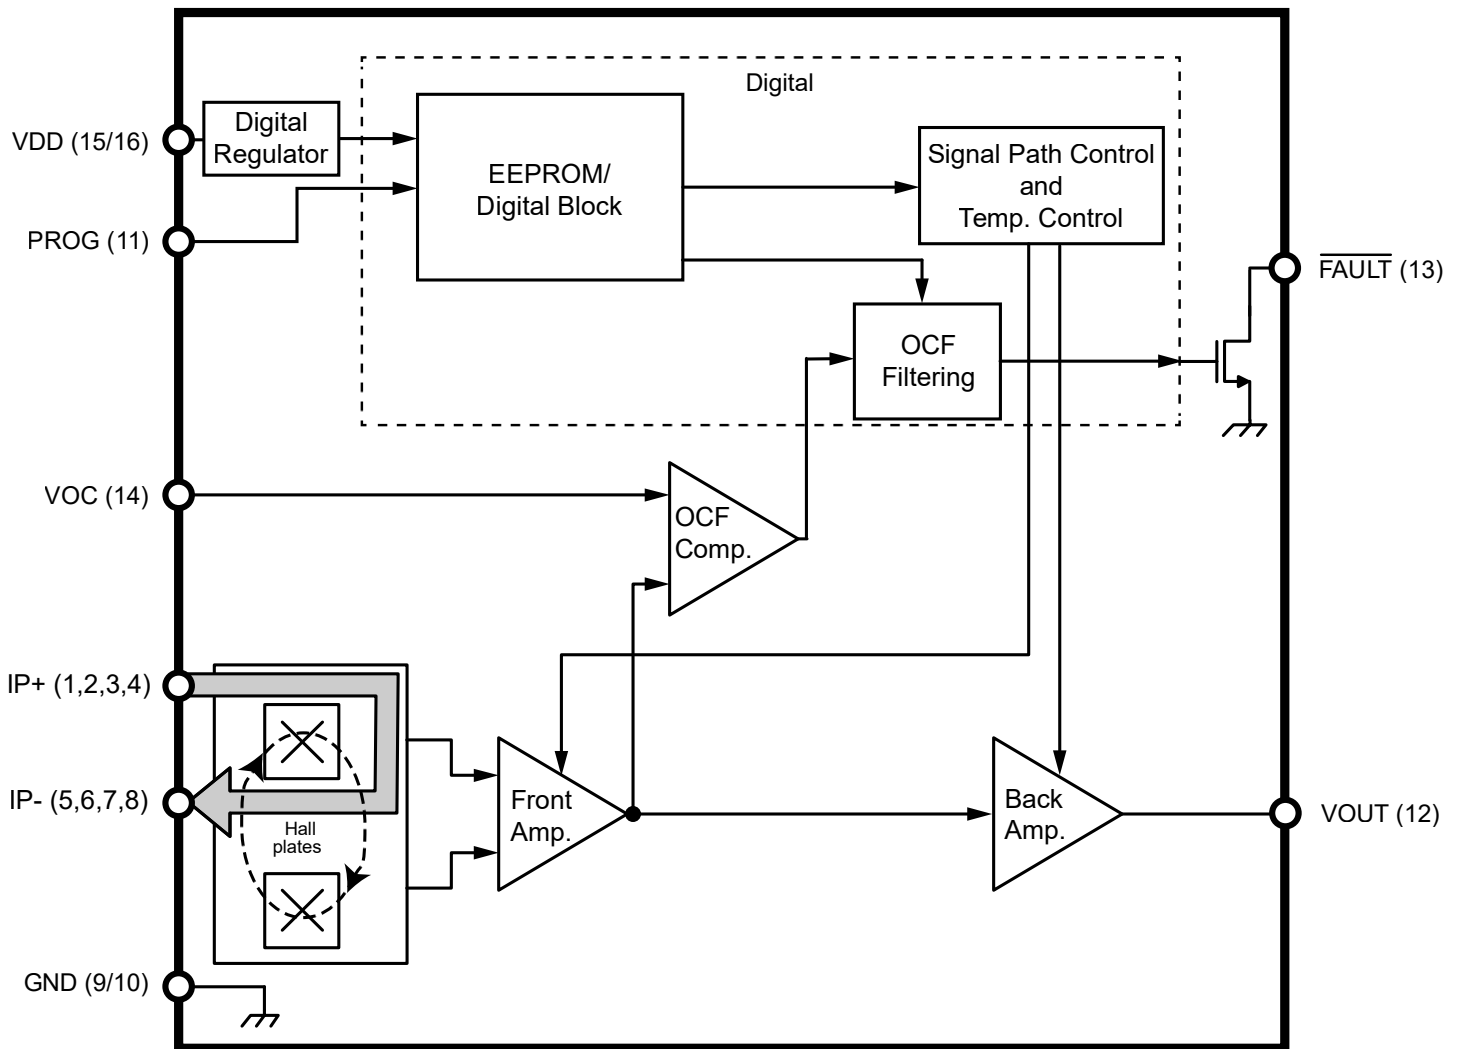 Digital
VDD (15/16)
Digital
Regulator
EEPROM/
Digital Block
Signal Path Control
and
Temp. Control
PROG (11)
FAULT (13)
OCF
Filtering
VOC (14)
OCF
Comp.
IP+ (1,2,3,4)
IP- (5,6,7,8)
Hall
plates
Front
Amp.
Back
Amp.
VOUT (12)
GND (9/10)